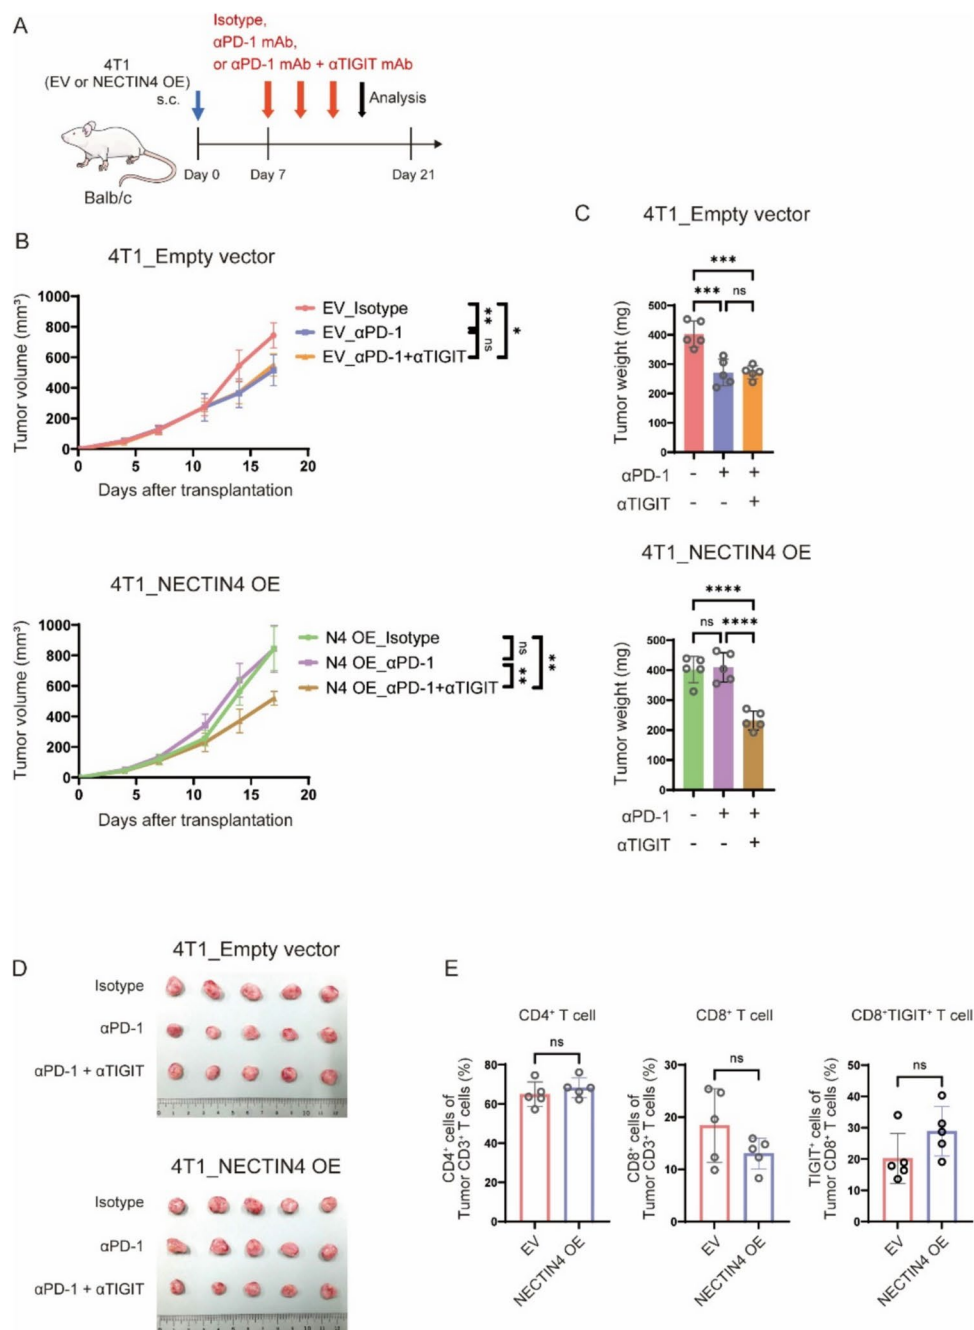 A
Isotype,
αPD-1 mAb,
or αPD-1 mAb + αTIGIT mAb
4T1
(EV or NECTIN4 OE)
s.c.
Analysis
Day 0
Day 7
Day 21
Balb/c
B
4T1_Empty vector
Tumor volume (mm³)
1000
800
600
400
200
0
0 5 10 15 20
Days after transplantation
EV_Isotype
EV_αPD-1
EV_αPD-1+αTIGIT
**
ns
*
4T1_NECTIN4 OE
Tumor volume (mm³)
1000
800
600
400
200
0
0 5 10 15 20
Days after transplantation
N4 OE_Isotype
N4 OE_αPD-1
N4 OE_αPD-1+αTIGIT
ns
**
**
C
4T1_Empty vector
***
*** ns
Tumor weight (mg)
500
400
300
200
100
0
αPD-1 - + +
αTIGIT - - +
4T1_NECTIN4 OE
****
ns ****
Tumor weight (mg)
500
400
300
200
100
0
αPD-1 - + +
αTIGIT - - +
D
4T1_Empty vector
Isotype
αPD-1
αPD-1 + αTIGIT
4T1_NECTIN4 OE
Isotype
αPD-1
αPD-1 + αTIGIT
E
CD4⁺ T cell
ns
CD4⁺ cells of
Tumor CD3⁺ T cells (%)
80
60
40
20
0
EV
NECTIN4 OE
CD8⁺ T cell
ns
CD8⁺ cells of
Tumor CD3⁺ T cells (%)
30
20
10
0
EV
NECTIN4 OE
CD8⁺TIGIT⁺ T cell
ns
TIGIT⁺ cells of
Tumor CD8⁺ T cells (%)
50
40
30
20
10
0
EV
NECTIN4 OE